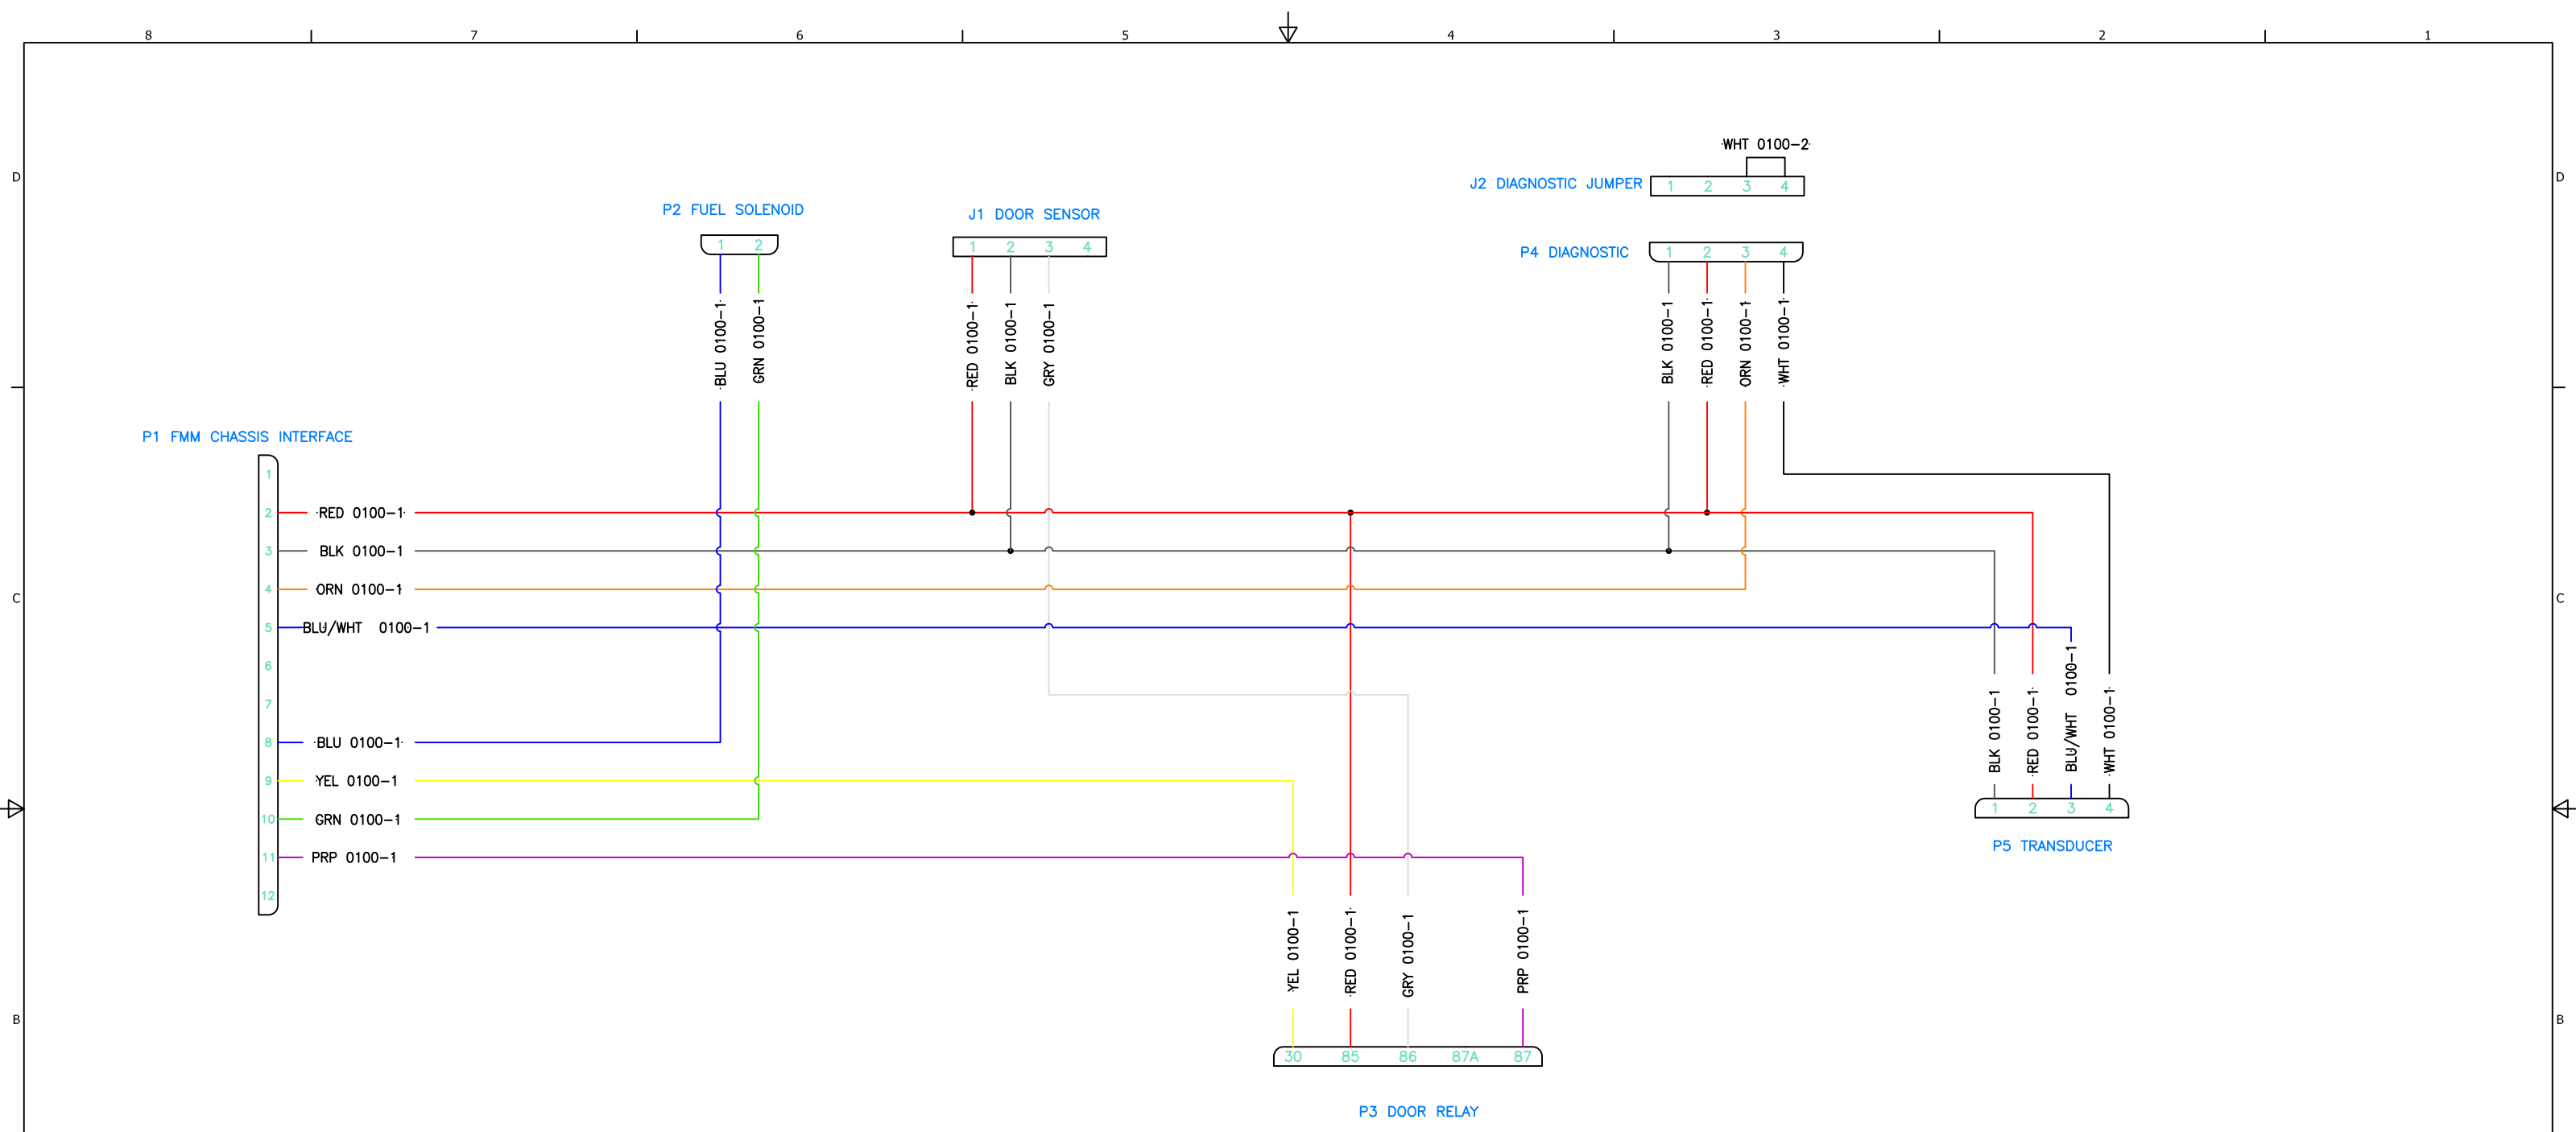 8 7 6 5 4 3 2 1
WHT 0100-2
D D
J2 DIAGNOSTIC JUMPER 1 2 3 4
P2 FUEL SOLENOID
J1 DOOR SENSOR
1 2
1 2 3 4
P4 DIAGNOSTIC 1 2 3 4
BLU 0100-1
GRN 0100-1
RED 0100-1
BLK 0100-1
GRY 0100-1
BLK 0100-1
RED 0100-1
ORN 0100-1
WHT 0100-1
P1 FMM CHASSIS INTERFACE
1
2 RED 0100-1
3 BLK 0100-1
4 ORN 0100-1
C C
5 BLU/WHT 0100-1
6
7
8 BLU 0100-1
9 YEL 0100-1
10 GRN 0100-1
11 PRP 0100-1
12
BLK 0100-1
RED 0100-1
BLU/WHT 0100-1
WHT 0100-1
1 2 3 4
P5 TRANSDUCER
YEL 0100-1
RED 0100-1
GRY 0100-1
PRP 0100-1
B B
30 85 86 87A 87
P3 DOOR RELAY